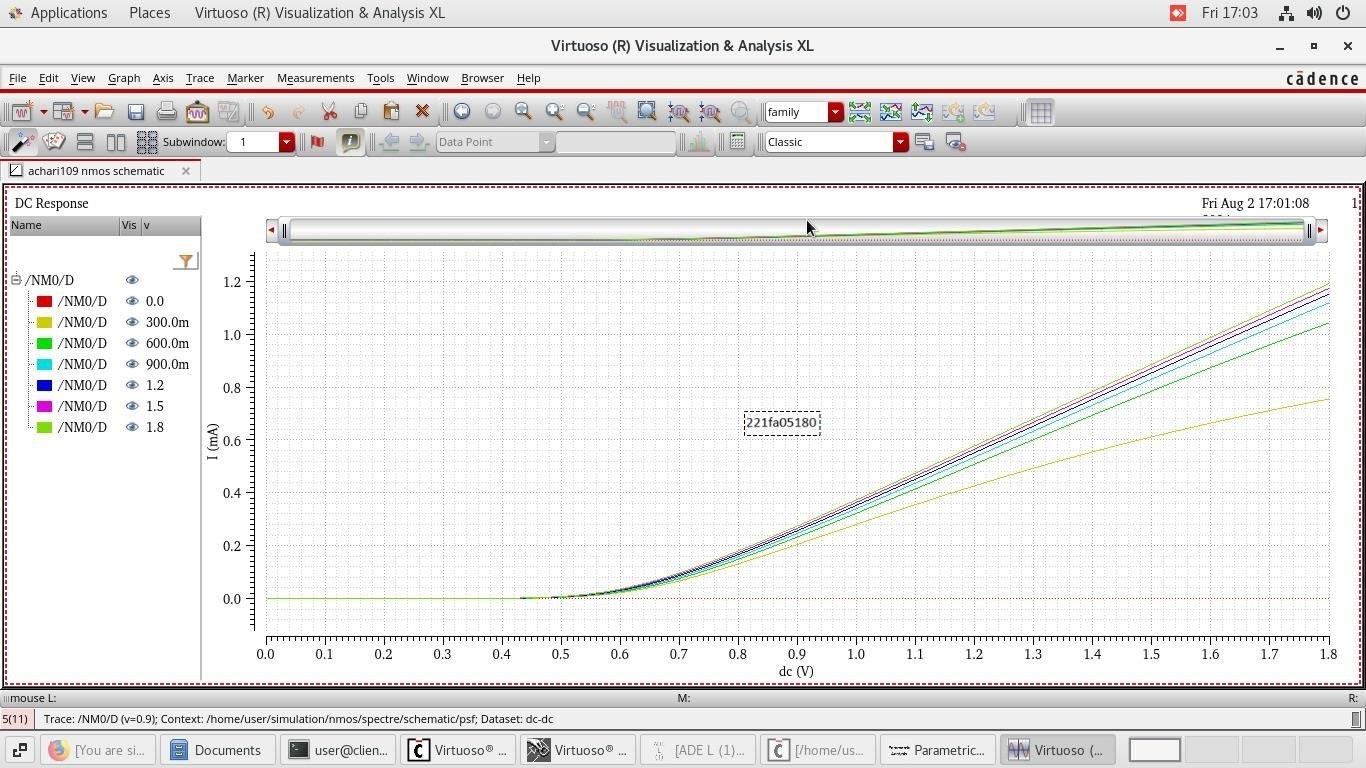 Applications Places Virtuoso (R) Visualization & Analysis XL Fri 17:03
Virtuoso (R) Visualization & Analysis XL
File Edit View Graph Axis Trace Marker Measurements Tools Window Browser Help cādence
family
Subwindow: 1 Data Point Classic
achari109 nmos schematic
DC Response Fri Aug 2 17:01:08 1
Name Vis v
/NM0/D
/NM0/D 0.0
/NM0/D 300.0m
/NM0/D 600.0m
/NM0/D 900.0m
/NM0/D 1.2
/NM0/D 1.5
/NM0/D 1.8
1.2
1.0
0.8
0.6
0.4
0.2
0.0
I (mA)
221fa05180
0.0 0.1 0.2 0.3 0.4 0.5 0.6 0.7 0.8 0.9 1.0 1.1 1.2 1.3 1.4 1.5 1.6 1.7 1.8
dc (V)
mouse L: M: R:
5(11) Trace: /NM0/D (v=0.9); Context: /home/user/simulation/nmos/spectre/schematic/psf; Dataset: dc-dc
[You are si... Documents user@clien... Virtuoso® ... Virtuoso® ... [ADE L (1)... [/home/us... Parametric... Virtuoso (...